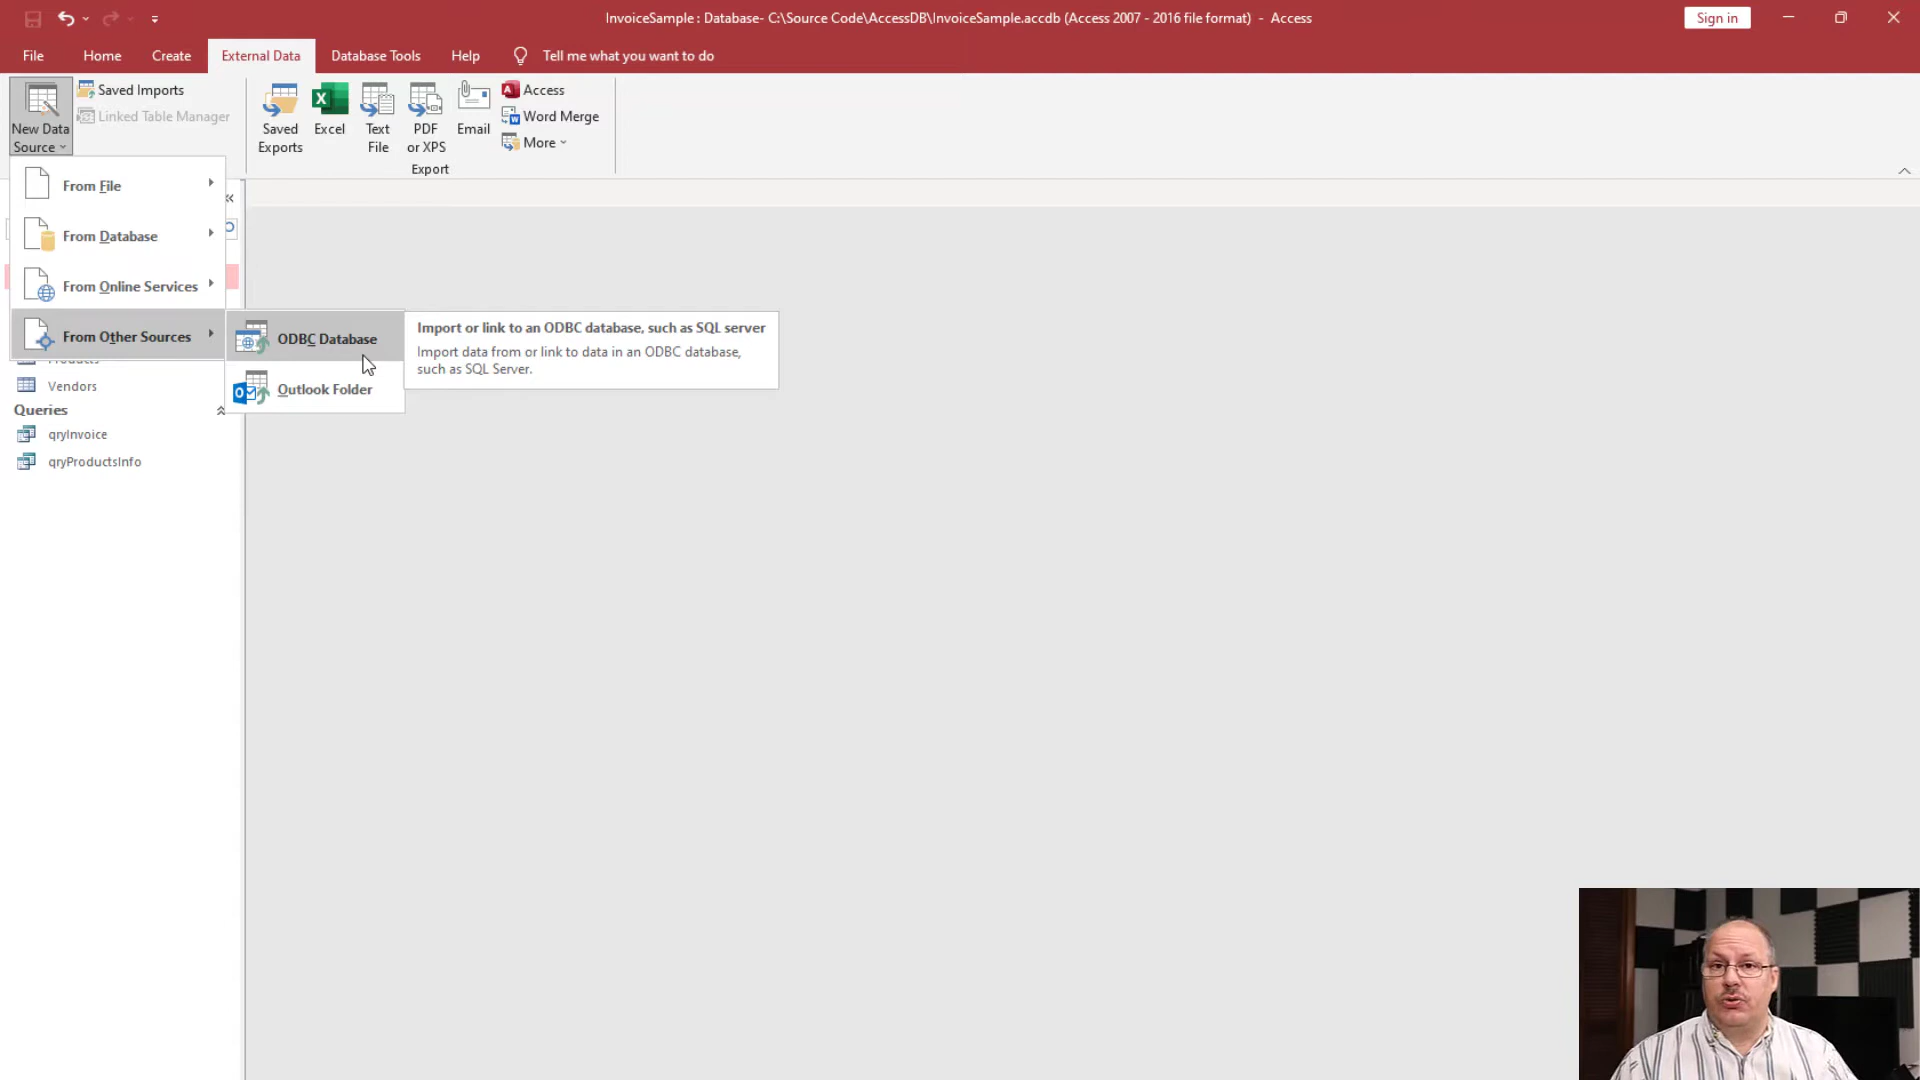 InvoiceSample : Database- C:\Source Code\AccessDB\InvoiceSample.accdb (Access 2007 - 2016 file format) - Access
Sign in
File
Home
Create
External Data
Database Tools
Help
Tell me what you want to do
New Data
Source
Saved Imports
Linked Table Manager
Saved
Exports
Excel
Text
File
PDF
or XPS
Email
Access
Word Merge
More
Export
From File
From Database
From Online Services
From Other Sources
ODBC Database
Outlook Folder
Import or link to an ODBC database, such as SQL server
Import data from or link to data in an ODBC database,
such as SQL Server.
Vendors
Queries
qryInvoice
qryProductsInfo